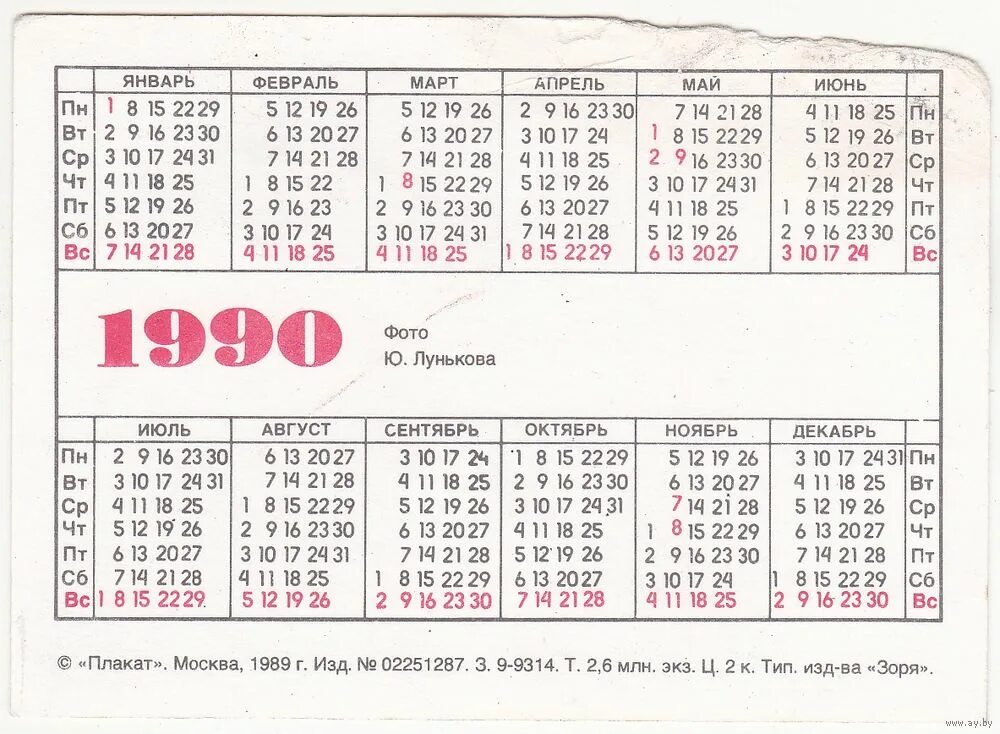 ЯНВАРЬ ФЕВРАЛЬ МАРТ АПРЕЛЬ МАЙ ИЮНЬ
Пн 1 8 15 22 29 5 12 19 26 5 12 19 26 2 9 16 23 30 7 14 21 28 4 11 18 25 Пн
Вт 2 9 16 23 30 6 13 20 27 6 13 20 27 3 10 17 24 1 8 15 22 29 5 12 19 26 Вт
Ср 3 10 17 24 31 7 14 21 28 7 14 21 28 4 11 18 25 2 9 16 23 30 6 13 20 27 Ср
Чт 4 11 18 25 1 8 15 22 1 8 15 22 29 5 12 19 26 3 10 17 24 31 7 14 21 28 Чт
Пт 5 12 19 26 2 9 16 23 2 9 16 23 30 6 13 20 27 4 11 18 25 1 8 15 22 29 Пт
Сб 6 13 20 27 3 10 17 24 3 10 17 24 31 7 14 21 28 5 12 19 26 2 9 16 23 30 Сб
Вс 7 14 21 28 4 11 18 25 4 11 18 25 1 8 15 22 29 6 13 20 27 3 10 17 24 Вс
1990
Фото
Ю. Лунькова
ИЮЛЬ АВГУСТ СЕНТЯБРЬ ОКТЯБРЬ НОЯБРЬ ДЕКАБРЬ
Пн 2 9 16 23 30 6 13 20 27 3 10 17 24 1 8 15 22 29 5 12 19 26 3 10 17 24 31 Пн
Вт 3 10 17 24 31 7 14 21 28 4 11 18 25 2 9 16 23 30 6 13 20 27 4 11 18 25 Вт
Ср 4 11 18 25 1 8 15 22 29 5 12 19 26 3 10 17 24 31 7 14 21 28 5 12 19 26 Ср
Чт 5 12 19 26 2 9 16 23 30 6 13 20 27 4 11 18 25 1 8 15 22 29 6 13 20 27 Чт
Пт 6 13 20 27 3 10 17 24 31 7 14 21 28 5 12 19 26 2 9 16 23 30 7 14 21 28 Пт
Сб 7 14 21 28 4 11 18 25 1 8 15 22 29 6 13 20 27 3 10 17 24 1 8 15 22 29 Сб
Вс 1 8 15 22 29 5 12 19 26 2 9 16 23 30 7 14 21 28 4 11 18 25 2 9 16 23 30 Вс
© «Плакат». Москва, 1989 г. Изд. № 02251287. З. 9-9314. Т. 2,6 млн. экз. Ц. 2 к. Тип. изд-ва «Зоря».
www.ay.by